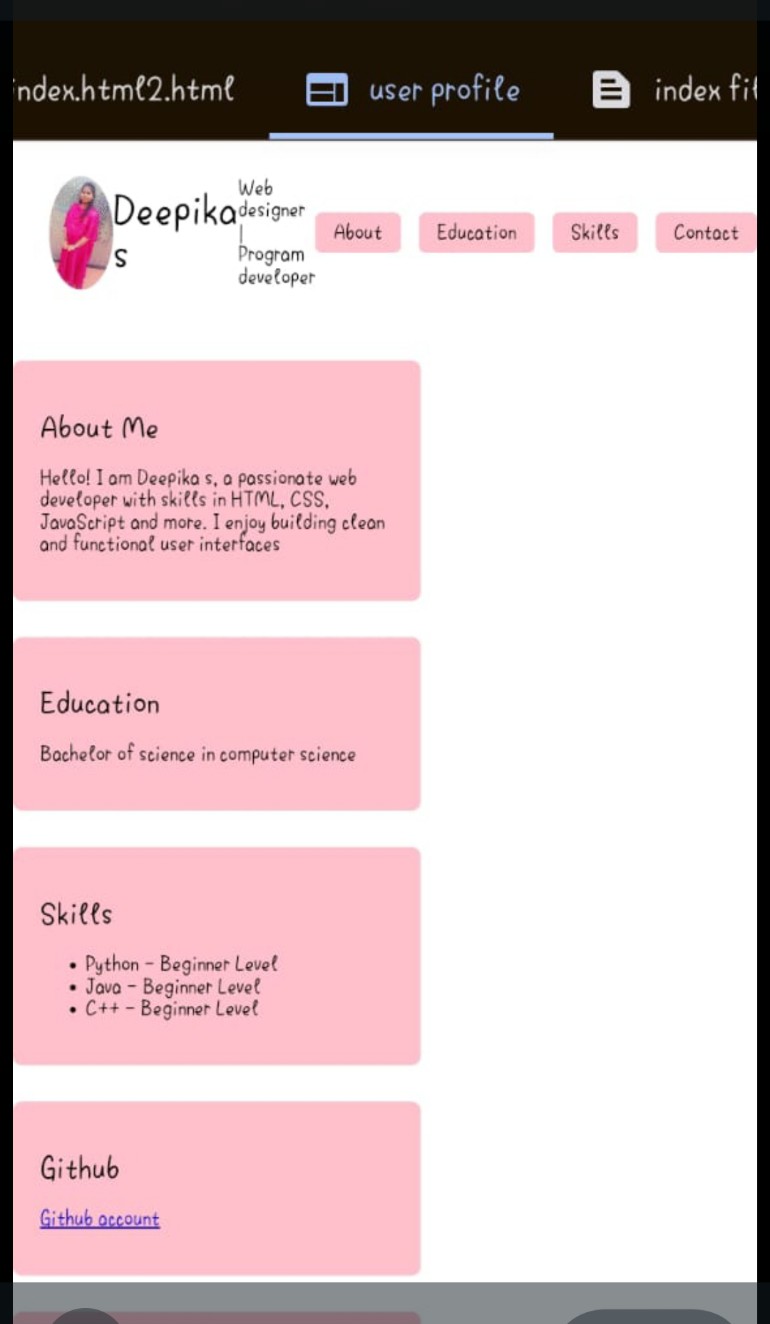 index.html2.html
user profile
index fil
Deepika
s
Web
designer
|
Program
developer
About
Education
Skills
Contact
About Me
Hello! I am Deepika s, a passionate web
developer with skills in HTML, CSS,
JavaScript and more. I enjoy building clean
and functional user interfaces
Education
Bachelor of science in computer science
Skills
• Python - Beginner Level
• Java - Beginner Level
• C++ - Beginner Level
Github
Github account